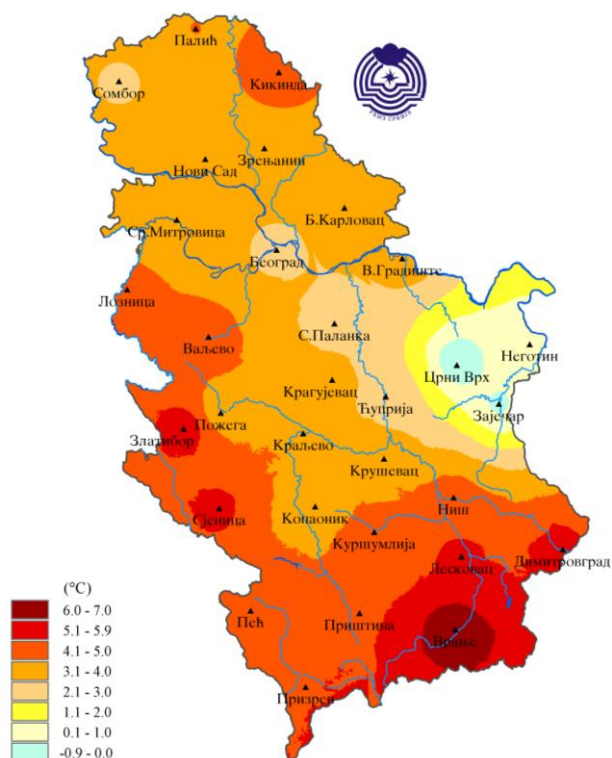 Палић
Кикинда
Сомбор
РХМЗ СРБИЈЕ
Зрењанин
Нови Сад
Б.Карловац
Ср.Митровица
Београд
В.Градиште
Лозница
С.Паланка
Ваљево
Неготин
Црни Врх
Крагујевац
Ћуприја
Зајечар
Пожега
Златибор
Краљево
Крушевац
Ниш
Сјеница
Копаоник
Куршумлија
Димитровград
Лесковац
(°C)
6.0 - 7.0
5.1 - 5.9
4.1 - 5.0
3.1 - 4.0
2.1 - 3.0
1.1 - 2.0
0.1 - 1.0
-0.9 - 0.0
Пећ
Приштина
Врање
Призрен